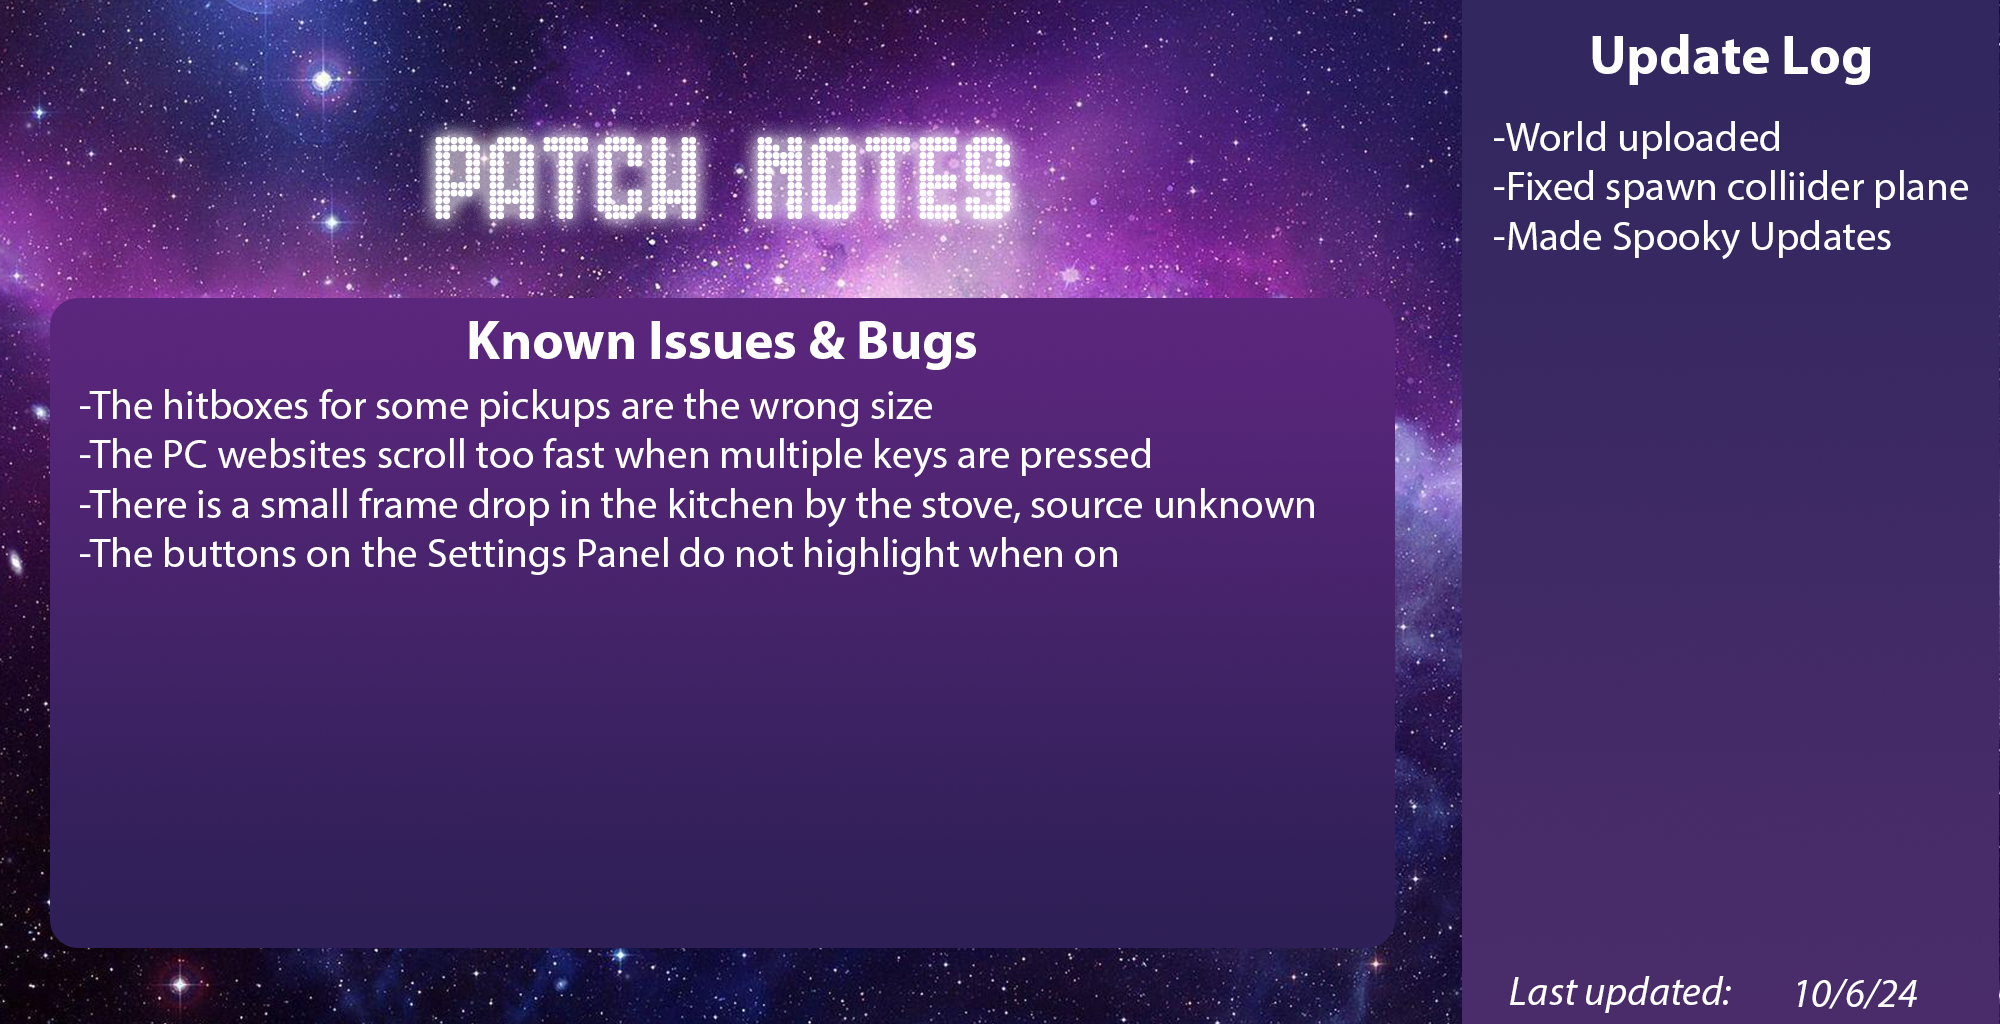 PATCH NOTES
Known Issues & Bugs
-The hitboxes for some pickups are the wrong size
-The PC websites scroll too fast when multiple keys are pressed
-There is a small frame drop in the kitchen by the stove, source unknown
-The buttons on the Settings Panel do not highlight when on
Update Log
-World uploaded
-Fixed spawn colliider plane
-Made Spooky Updates
Last updated: 10/6/24